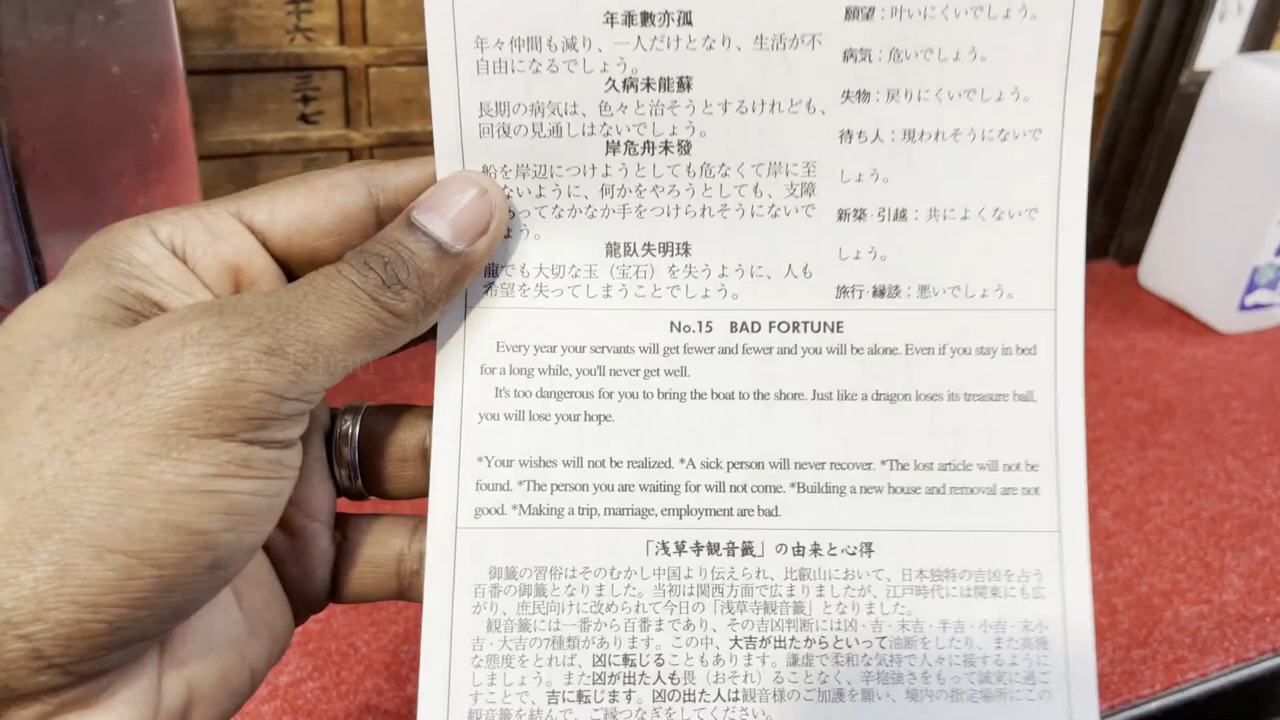 十六
三十七
年乖數亦孤
年々仲間も減り、一人だけとなり、生活が不
自由になるでしょう。
久病未能蘇
長期の病気は、色々と治そうとするけれども、
回復の見通しはないでしょう。
岸危舟未發
船を岸辺につけようとしても危なくて岸に至
ないように、何かをやろうとしても、支障
あってなかなか手をつけられそうにないで
ょう。
龍臥失明珠
龍でも大切な玉（宝石）を失うように、人も
希望を失ってしまうことでしょう。
願望：叶いにくいでしょう。
病気：危いでしょう。
失物：戻りにくいでしょう。
待ち人：現われそうにないで
しょう。
新築·引越：共によくないで
しょう。
旅行·縁談：悪いでしょう。
No.15 BAD FORTUNE
Every year your servants will get fewer and fewer and you will be alone. Even if you stay in bed
for a long while, you'll never get well.
It's too dangerous for you to bring the boat to the shore. Just like a dragon loses its treasure ball,
you will lose your hope.
*Your wishes will not be realized. *A sick person will never recover. *The lost article will not be
found. *The person you are waiting for will not come. *Building a new house and removal are not
good. *Making a trip, marriage, employment are bad.
「浅草寺観音籤」の由来と心得
御籤の習俗はそのむかし中国より伝えられ、比叡山において、日本独特の吉凶を占う
百番の御籤となりました。当初は関西方面で広まりましたが、江戸時代には関東にも広
がり、庶民向けに改められて今日の「浅草寺観音籤」となりました。
観音籤には一番から百番まであり、その吉凶判断には凶・吉・末吉・半吉・小吉・末小
吉・大吉の7種類があります。この中、大吉が出たからといって油断をしたり、また高慢
な態度をとれば、凶に転じることもあります。謙虚で柔和な気持で人々に接するように
しましょう。また凶が出た人も畏（おそれ）ることなく、辛抱強さをもって誠実に過ご
すことで、吉に転じます。凶の出た人は観音様のご加護を願い、境内の指定場所にこの
観音籤を結んで、ご縁つなぎをしてください。
in Japan